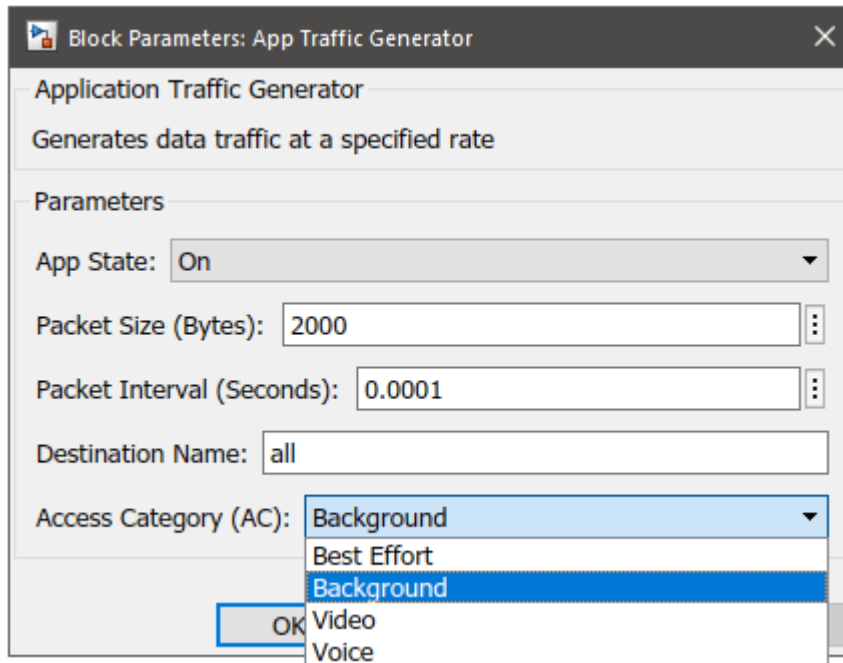 Block Parameters: App Traffic Generator
Application Traffic Generator
Generates data traffic at a specified rate
Parameters
App State: On
Packet Size (Bytes): 2000
Packet Interval (Seconds): 0.0001
Destination Name: all
Access Category (AC): Background
Best Effort
Background
OK Video
Voice